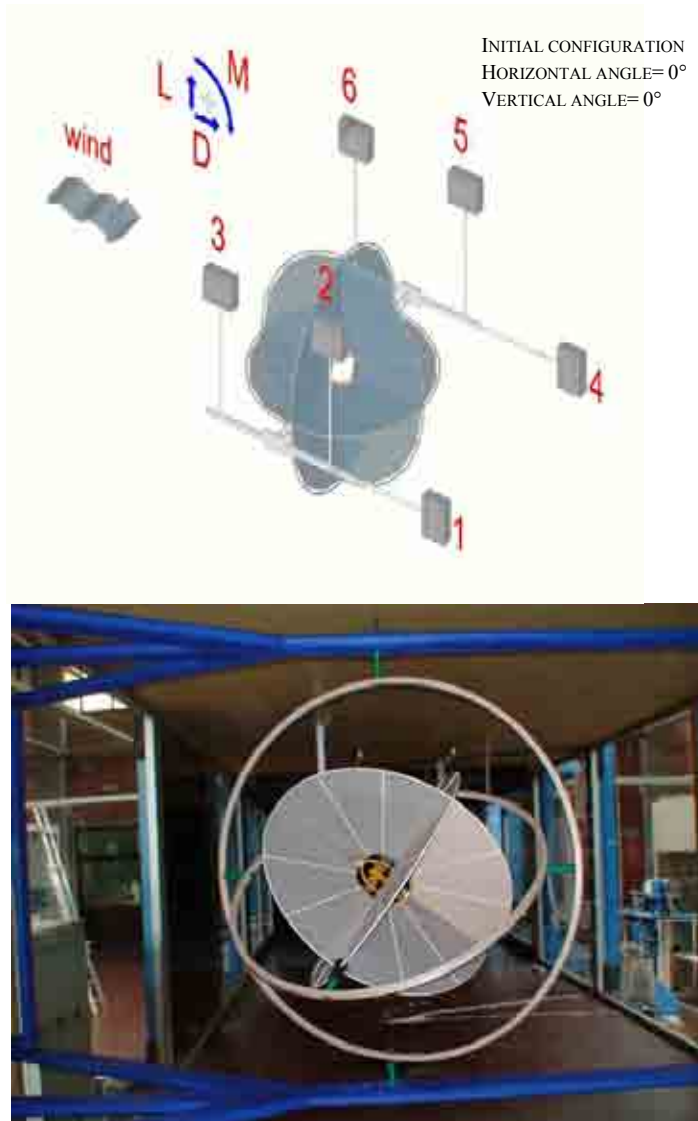 INITIAL CONFIGURATION
HORIZONTAL ANGLE= 0°
VERTICAL ANGLE= 0°
L
M
D
wind
6
5
3
2
4
1